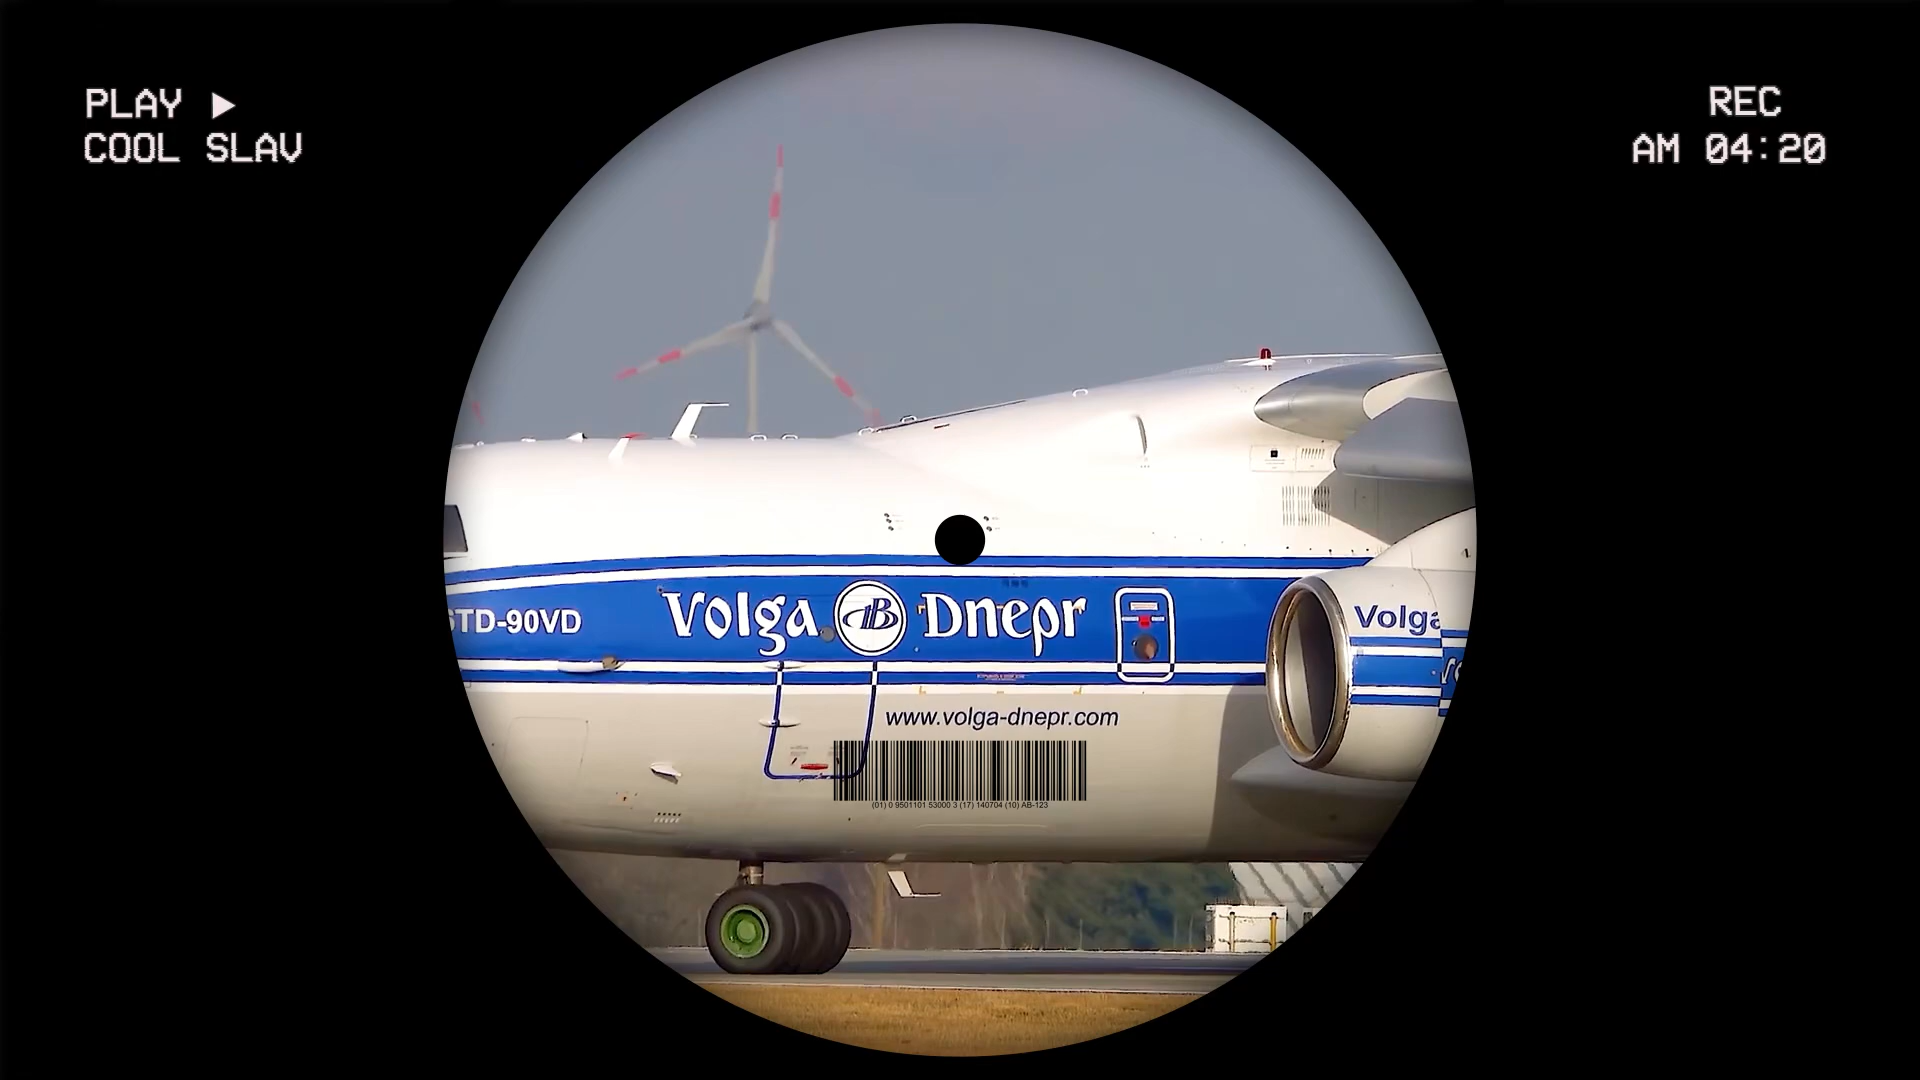 PLAY ▶
COOL SLAV
REC
AM 04:20
STD-90VD
Volga Dnepr
Volga
www.volga-dnepr.com
(01) 0 9501101 53000 3 (17) 140704 (10) AB-123